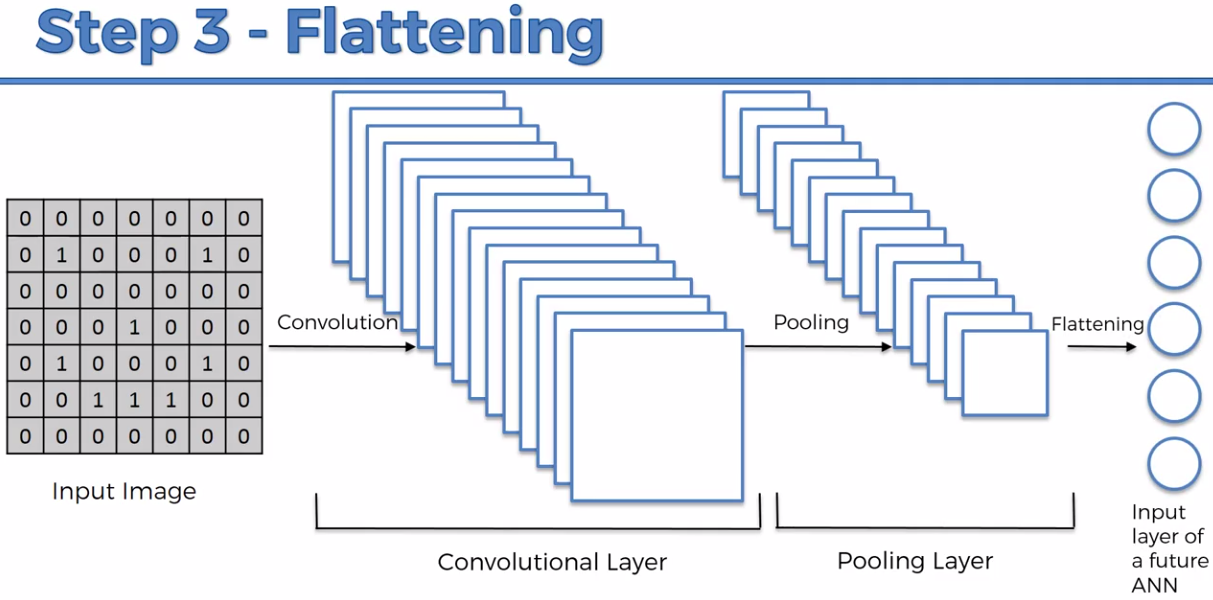 Step 3 - Flattening
0 0 0 0 0 0 0
0 1 0 0 0 1 0
0 0 0 0 0 0 0
0 0 0 1 0 0 0
0 1 0 0 0 1 0
0 0 1 1 1 0 0
0 0 0 0 0 0 0
Input Image
Convolution
Convolutional Layer
Pooling
Pooling Layer
Flattening
Input
layer of
a future
ANN